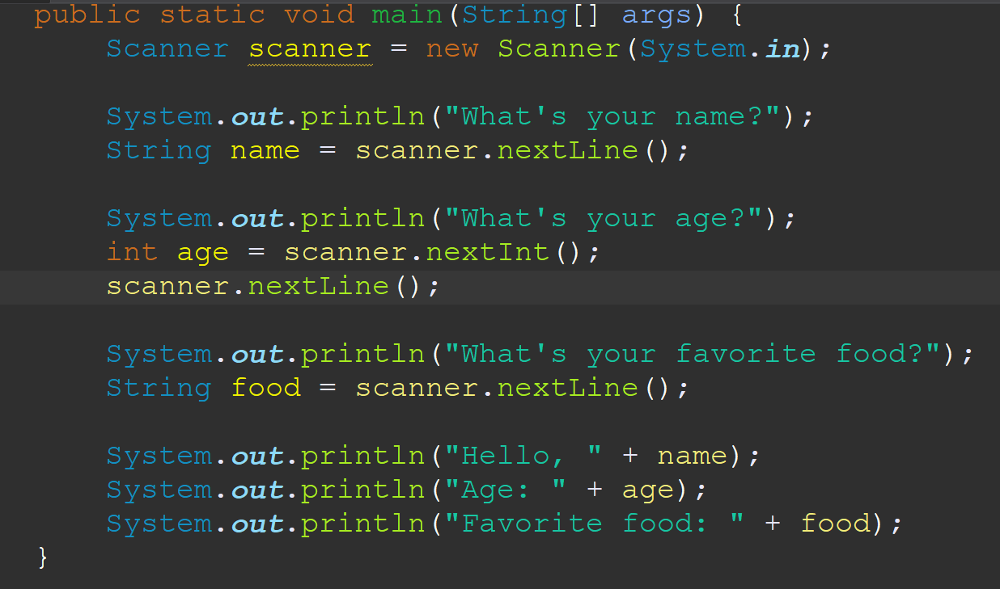 public static void main(String[] args) {
    Scanner scanner = new Scanner(System.in);

    System.out.println("What's your name?");
    String name = scanner.nextLine();

    System.out.println("What's your age?");
    int age = scanner.nextInt();
    scanner.nextLine();

    System.out.println("What's your favorite food?");
    String food = scanner.nextLine();

    System.out.println("Hello, " + name);
    System.out.println("Age: " + age);
    System.out.println("Favorite food: " + food);
}